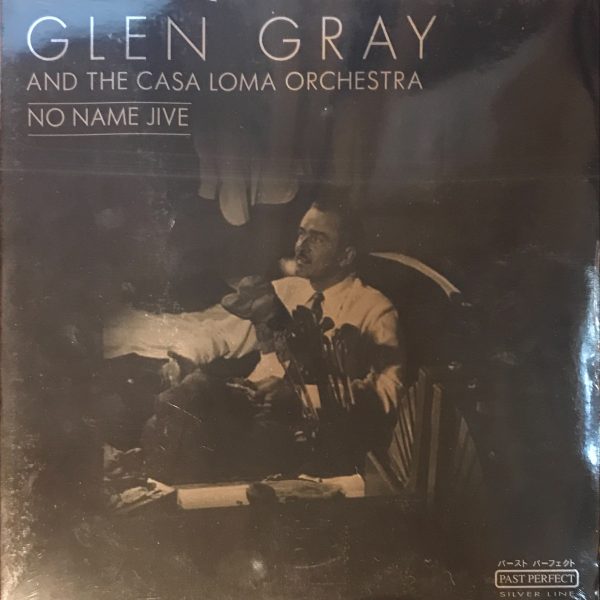 GLEN GRAY
AND THE CASA LOMA ORCHESTRA
NO NAME JIVE
パースト パーフェクト
PAST PERFECT
SILVER LINE